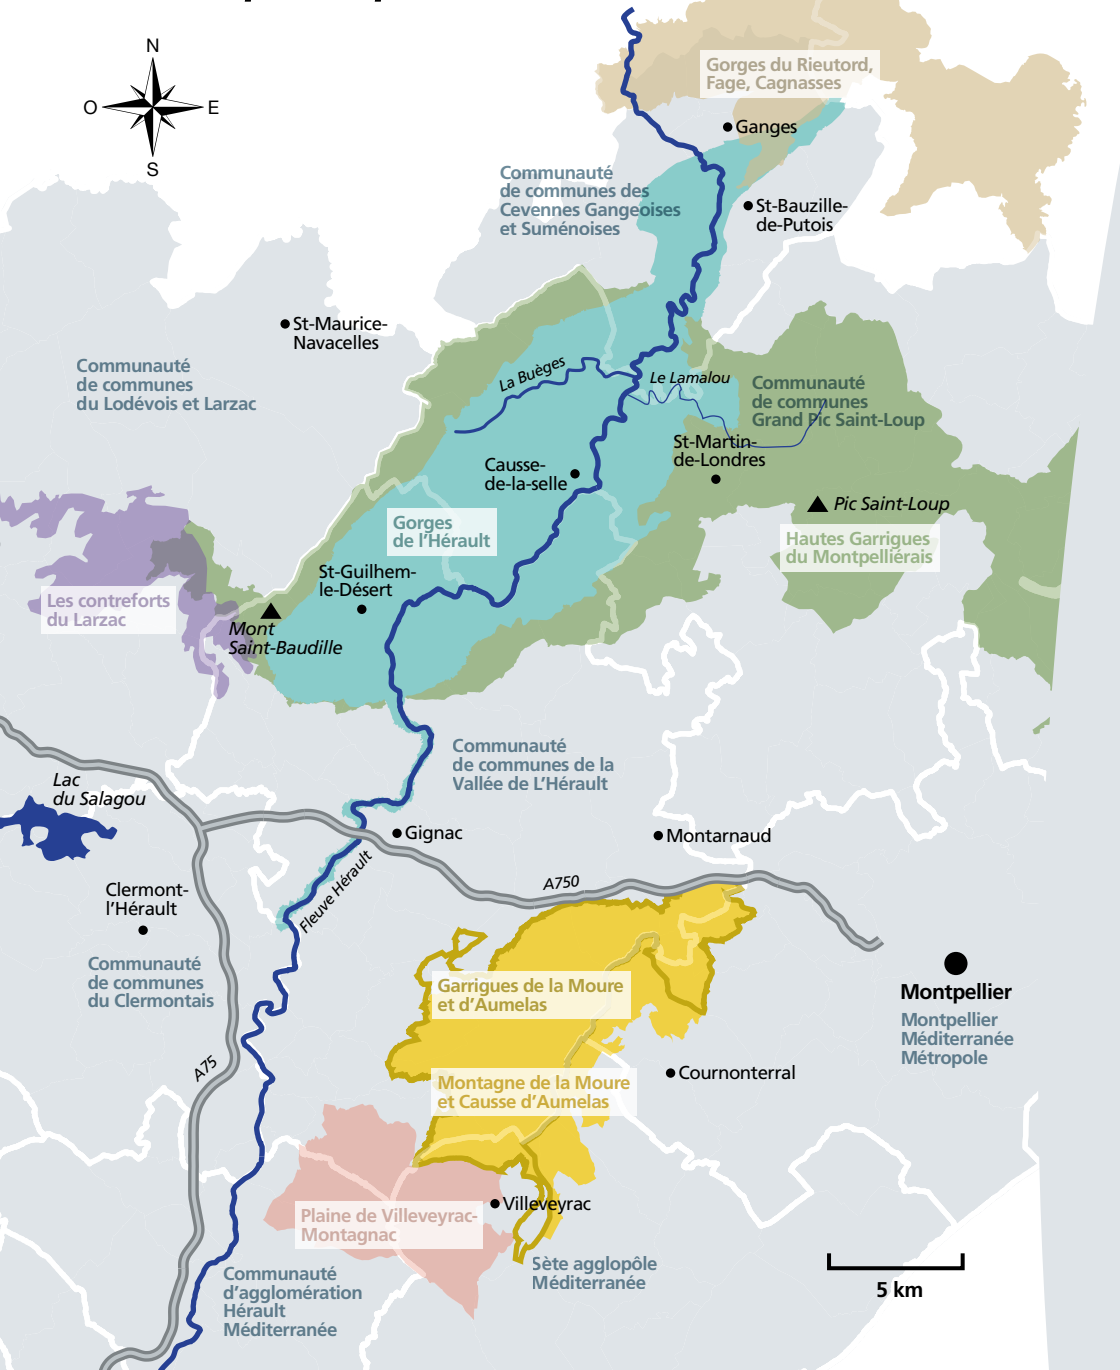 N
O
E
S
Gorges du Rieutord,
Fage, Cagnasses
Ganges
Communauté
de communes des
Cevennes Gangeoises
et Suménoises
St-Bauzille-
de-Putois
St-Maurice-
Navacelles
Communauté
de communes
du Lodévois et Larzac
La Buèges
Le Lamalou
Communauté
de communes
Grand Pic Saint-Loup
St-Martin-
de-Londres
Causse-
de-la-selle
Pic Saint-Loup
Gorges
de l'Hérault
Hautes Garrigues
du Montpelliérais
St-Guilhem-
le-Désert
Les contreforts
du Larzac
Mont
Saint-Baudille
Communauté
de communes de la
Vallée de L'Hérault
Lac
du Salagou
Gignac
Montarnaud
Fleuve Hérault
A750
Clermont-
l'Hérault
Communauté
de communes
du Clermontais
Garrigues de la Moure
et d'Aumelas
Montpellier
Montpellier
Méditerranée
Métropole
A75
Montagne de la Moure
et Causse d'Aumelas
Cournonterral
Villeveyrac
Plaine de Villeveyrac-
Montagnac
Sète agglopôle
Méditerranée
Communauté
d'agglomération
Hérault
Méditerranée
5 km